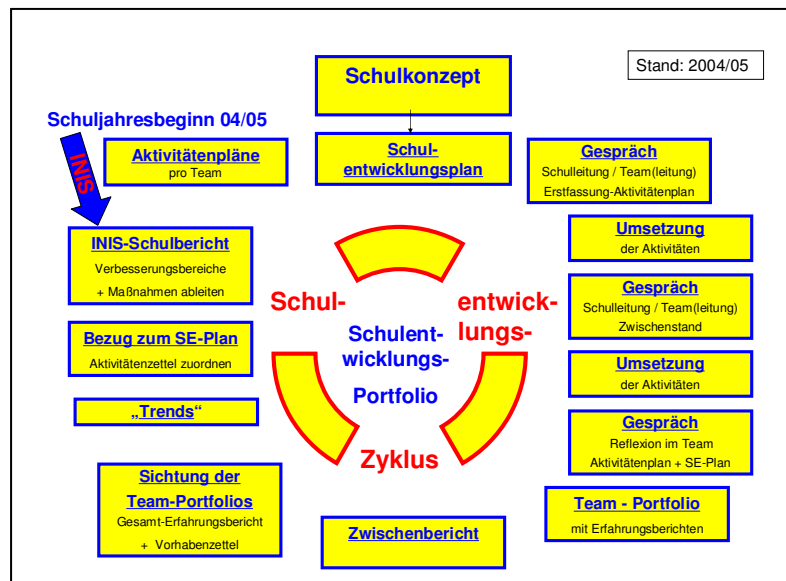 Schulkonzept
Stand: 2004/05
Schuljahresbeginn 04/05
INIS
Aktivitätenpläne
pro Team
Schul-
entwicklungsplan
Gespräch
Schulleitung / Team(leitung)
Erstfassung-Aktivitätenplan
INIS-Schulbericht
Verbesserungsbereiche
+ Maßnahmen ableiten
Umsetzung
der Aktivitäten
Schul-
entwick-
lungs-
Gespräch
Schulleitung / Team(leitung)
Zwischenstand
Bezug zum SE-Plan
Aktivitätenzettel zuordnen
Schulent-
wicklungs-
Portfolio
Umsetzung
der Aktivitäten
„Trends“
Gespräch
Reflexion im Team
Aktivitätenplan + SE-Plan
Zyklus
Sichtung der
Team-Portfolios
Gesamt-Erfahrungsbericht
+ Vorhabenzettel
Zwischenbericht
Team - Portfolio
mit Erfahrungsberichten